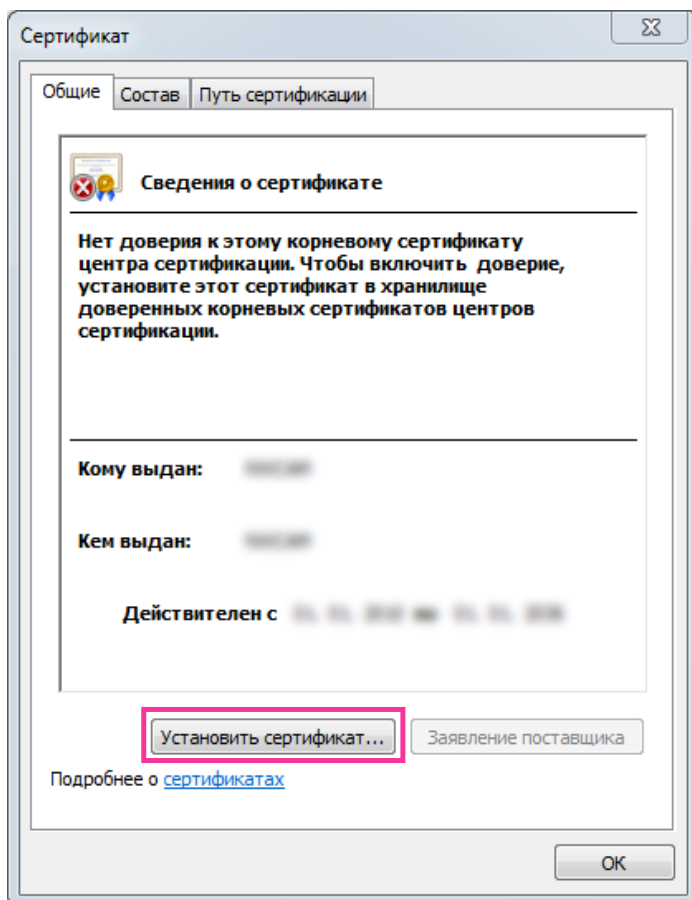 Сертификат
Общие Состав Путь сертификации
Сведения о сертификате
Нет доверия к этому корневому сертификату
центра сертификации. Чтобы включить доверие,
установите этот сертификат в хранилище
доверенных корневых сертификатов центров
сертификации.
Кому выдан:
Кем выдан:
Действителен с
Установить сертификат... Заявление поставщика
Подробнее о сертификатах
ОК